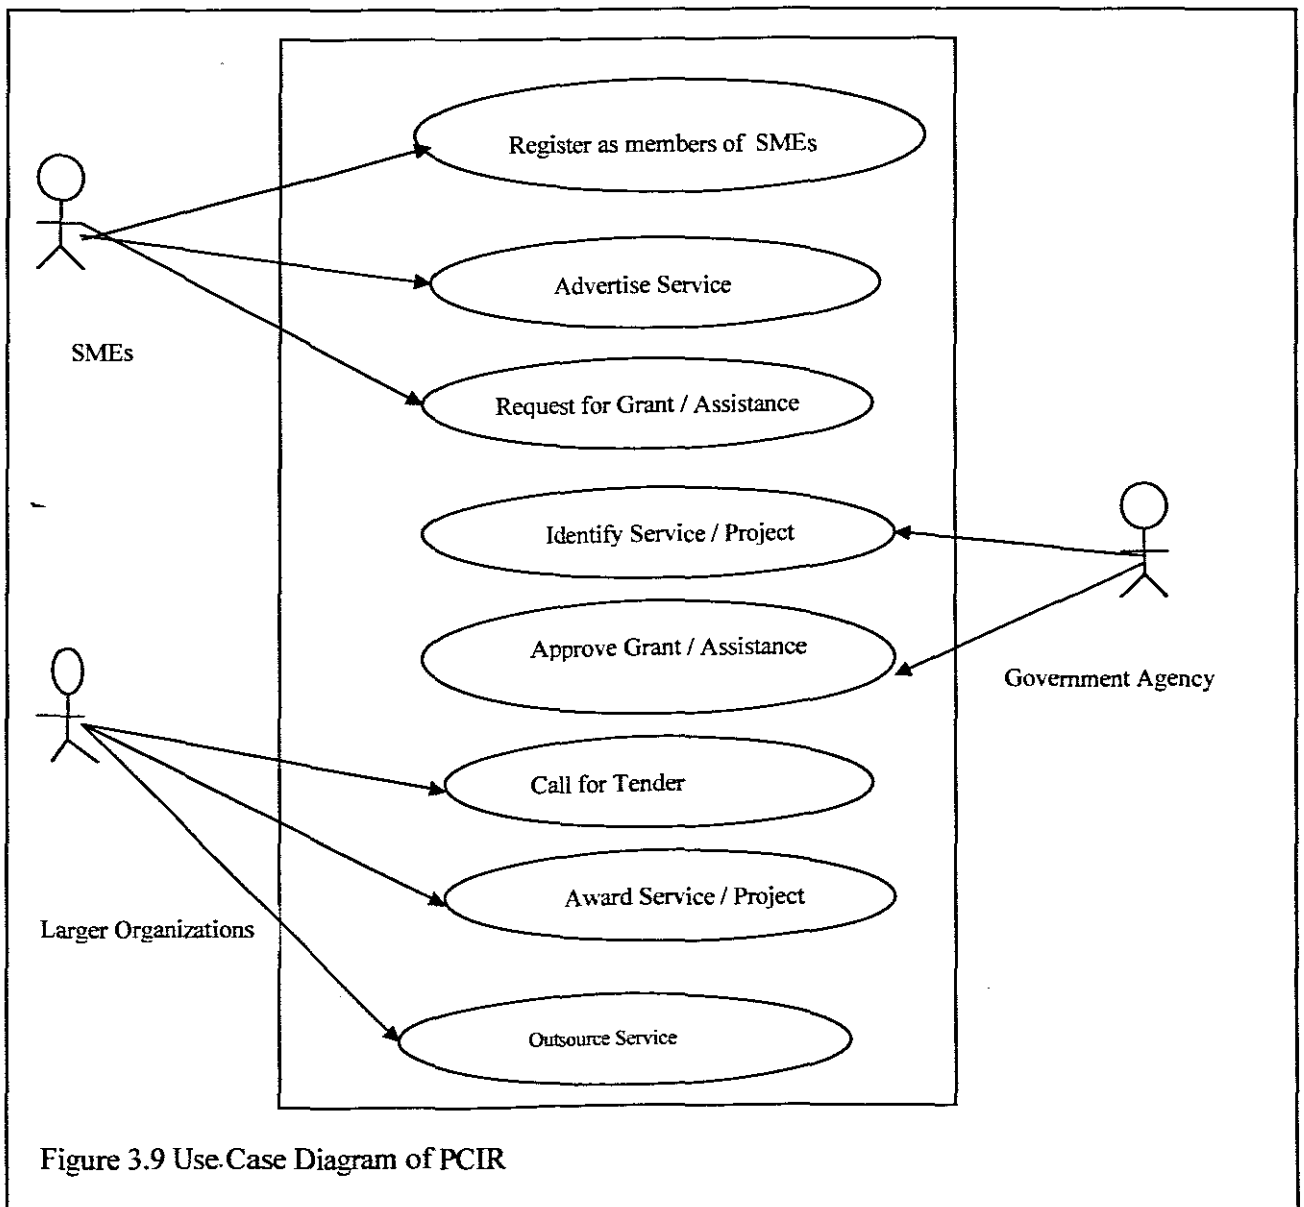 Register as members of SMEs
Advertise Service
SMEs
Request for Grant / Assistance
Identify Service / Project
Approve Grant / Assistance
Government Agency
Call for Tender
Award Service / Project
Larger Organizations
Outsource Service
Figure 3.9 Use Case Diagram of PCIR